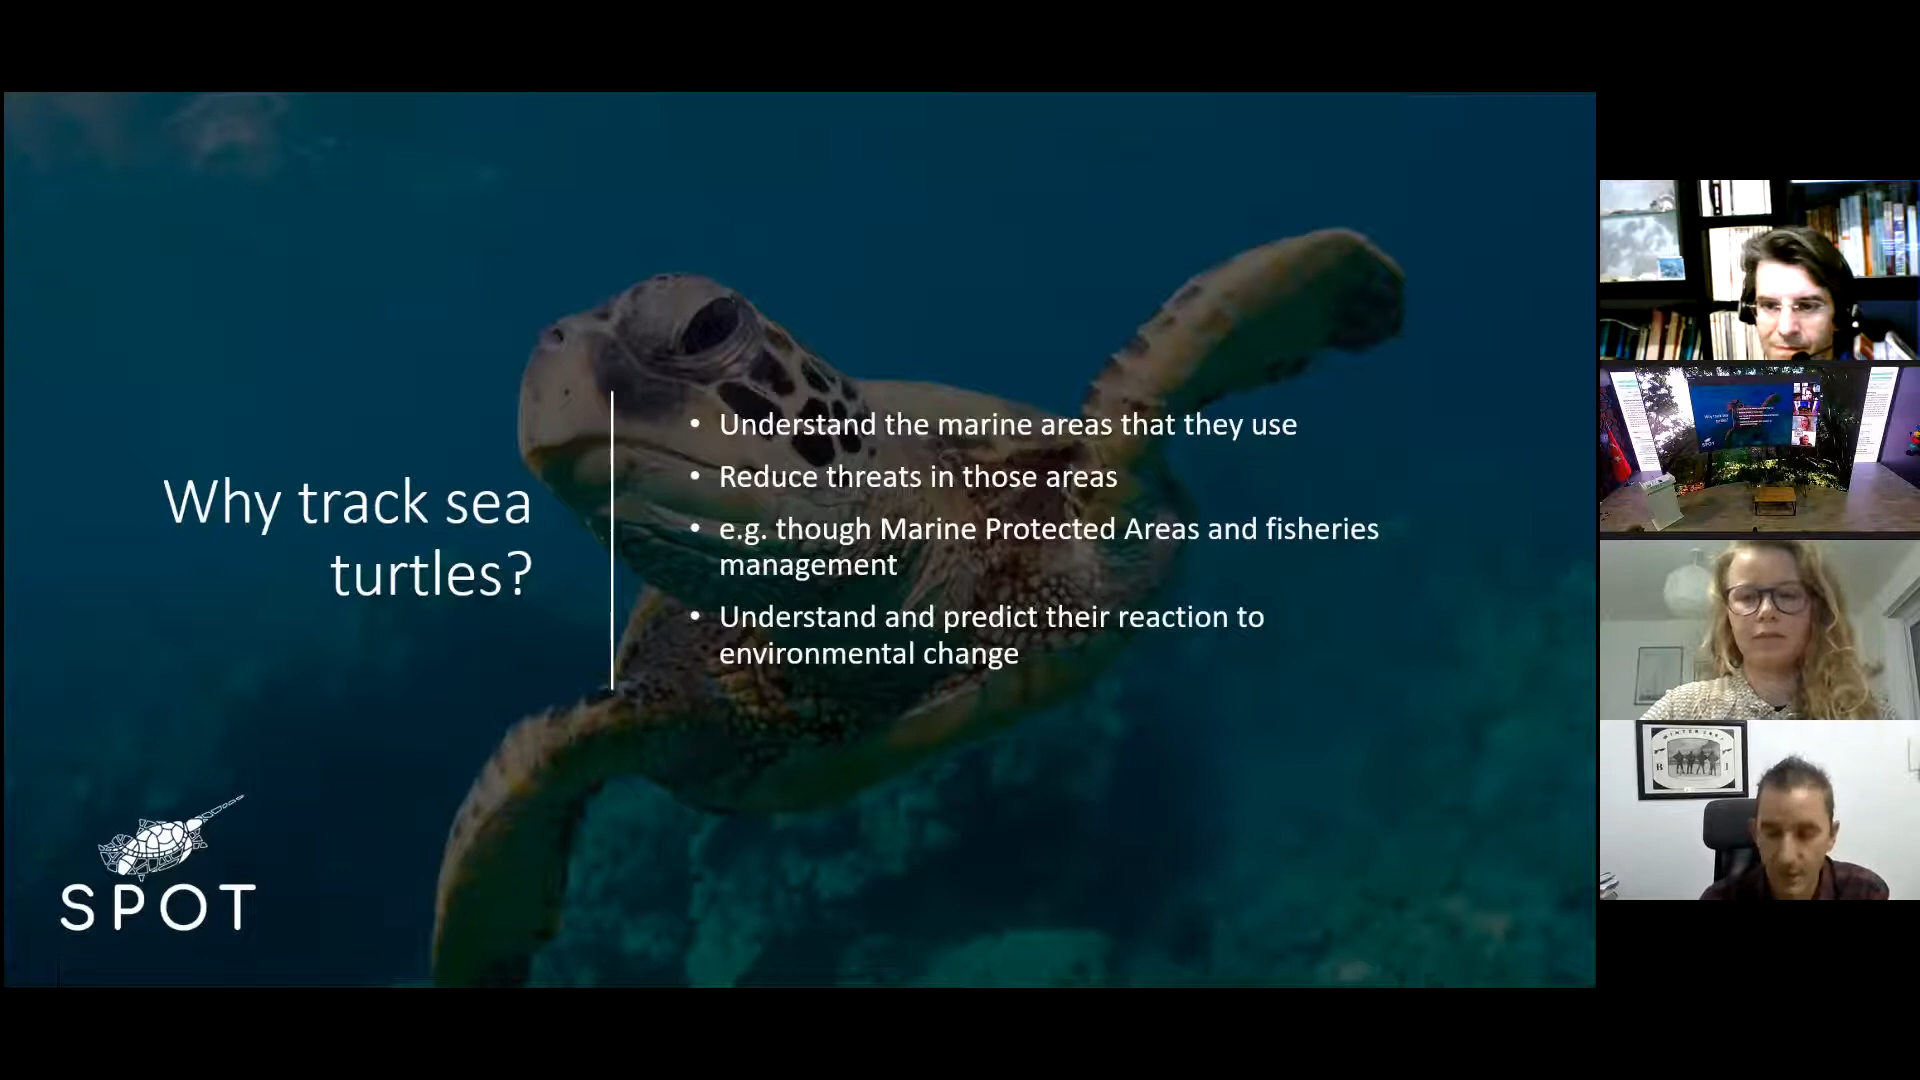 Why track sea
turtles?
• Understand the marine areas that they use
• Reduce threats in those areas
• e.g. though Marine Protected Areas and fisheries
management
• Understand and predict their reaction to
environmental change
SPOT